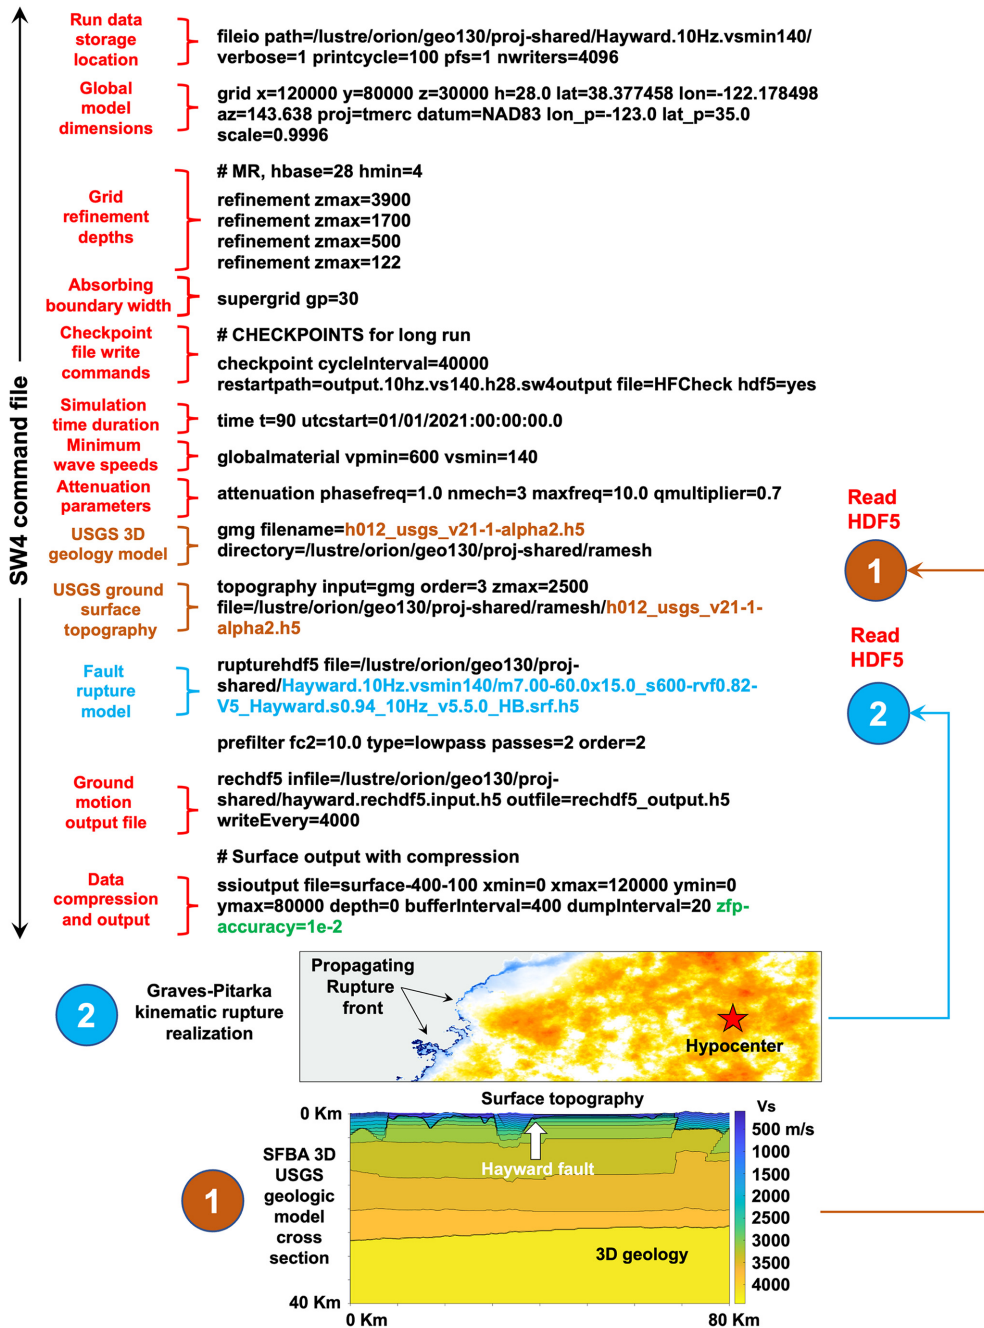 SW4 command file
Run data
storage
location
fileio path=/lustre/orion/geo130/proj-shared/Hayward.10Hz.vsmin140/
verbose=1 printcycle=100 pfs=1 nwriters=4096
Global
model
dimensions
grid x=120000 y=80000 z=30000 h=28.0 lat=38.377458 lon=-122.178498
az=143.638 proj=tmerc datum=NAD83 lon_p=-123.0 lat_p=35.0
scale=0.9996
Grid
refinement
depths
# MR, hbase=28 hmin=4
refinement zmax=3900
refinement zmax=1700
refinement zmax=500
refinement zmax=122
Absorbing
boundary width
supergrid gp=30
Checkpoint
file write
commands
# CHECKPOINTS for long run
checkpoint cycleInterval=40000
restartpath=output.10hz.vs140.h28.sw4output file=HFCheck hdf5=yes
Simulation
time duration
time t=90 utcstart=01/01/2021:00:00:00.0
Minimum
wave speeds
globalmaterial vpmin=600 vsmin=140
Attenuation
parameters
attenuation phasefreq=1.0 nmech=3 maxfreq=10.0 qmultiplier=0.7
USGS 3D
geology model
gmg filename=h012_usgs_v21-1-alpha2.h5
directory=/lustre/orion/geo130/proj-shared/ramesh
Read
HDF5
1
USGS ground
surface
topography
topography input=gmg order=3 zmax=2500
file=/lustre/orion/geo130/proj-shared/ramesh/h012_usgs_v21-1-
alpha2.h5
Read
HDF5
2
Fault
rupture
model
rupturehdf5 file=/lustre/orion/geo130/proj-
shared/Hayward.10Hz.vsmin140/m7.00-60.0x15.0_s600-rvf0.82-
V5_Hayward.s0.94_10Hz_v5.5.0_HB.srf.h5
prefilter fc2=10.0 type=lowpass passes=2 order=2
Ground
motion
output file
rechdf5 infile=/lustre/orion/geo130/proj-
shared/hayward.rechdf5.input.h5 outfile=rechdf5_output.h5
writeEvery=4000
# Surface output with compression
Data
compression
and output
ssioutput file=surface-400-100 xmin=0 xmax=120000 ymin=0
ymax=80000 depth=0 bufferInterval=400 dumpInterval=20 zfp-
accuracy=1e-2
2
Graves-Pitarka
kinematic rupture
realization
Propagating
Rupture
front
Hypocenter
Surface topography
1
SFBA 3D
USGS
geologic
model
cross
section
0 Km
40 Km
Hayward fault
3D geology
0 Km
80 Km
Vs
500 m/s
1000
1500
2000
2500
3000
3500
4000